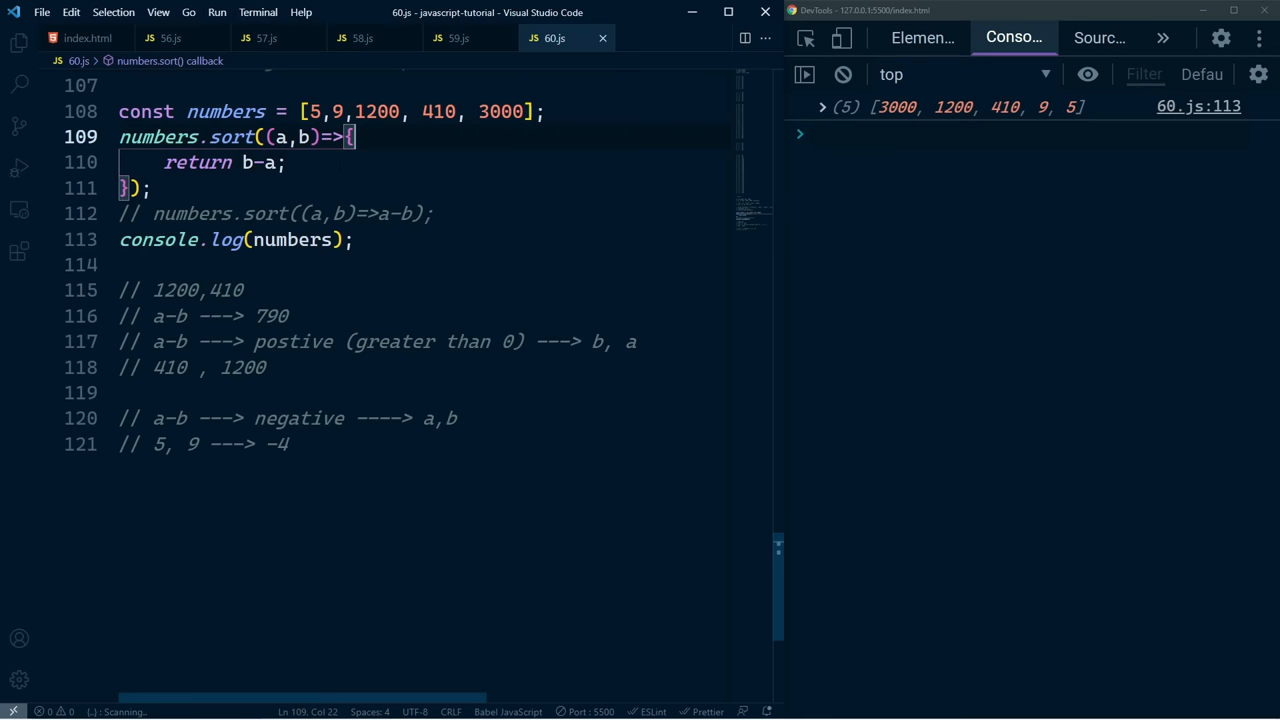 File Edit Selection View Go Run Terminal Help 60.js - javascript-tutorial - Visual Studio Code
DevTools - 127.0.0.1:5500/index.html
index.html JS 56.js JS 57.js JS 58.js JS 59.js JS 60.js
Elemen... Conso... Sourc...
JS 60.js > numbers.sort() callback
top Filter Defau
(5) [3000, 1200, 410, 9, 5] 60.js:113
107
108 const numbers = [5,9,1200, 410, 3000];
109 numbers.sort((a,b)=>{
110 return b-a;
111 });
112 // numbers.sort((a,b)=>a-b);
113 console.log(numbers);
114
115 // 1200,410
116 // a-b ---> 790
117 // a-b ---> postive (greater than 0) ---> b, a
118 // 410 , 1200
119
120 // a-b ---> negative ----> a,b
121 // 5, 9 ---> -4
0 0 {..} : Scanning.. Ln 109, Col 22 Spaces: 4 UTF-8 CRLF Babel JavaScript Port : 5500 ESLint Prettier